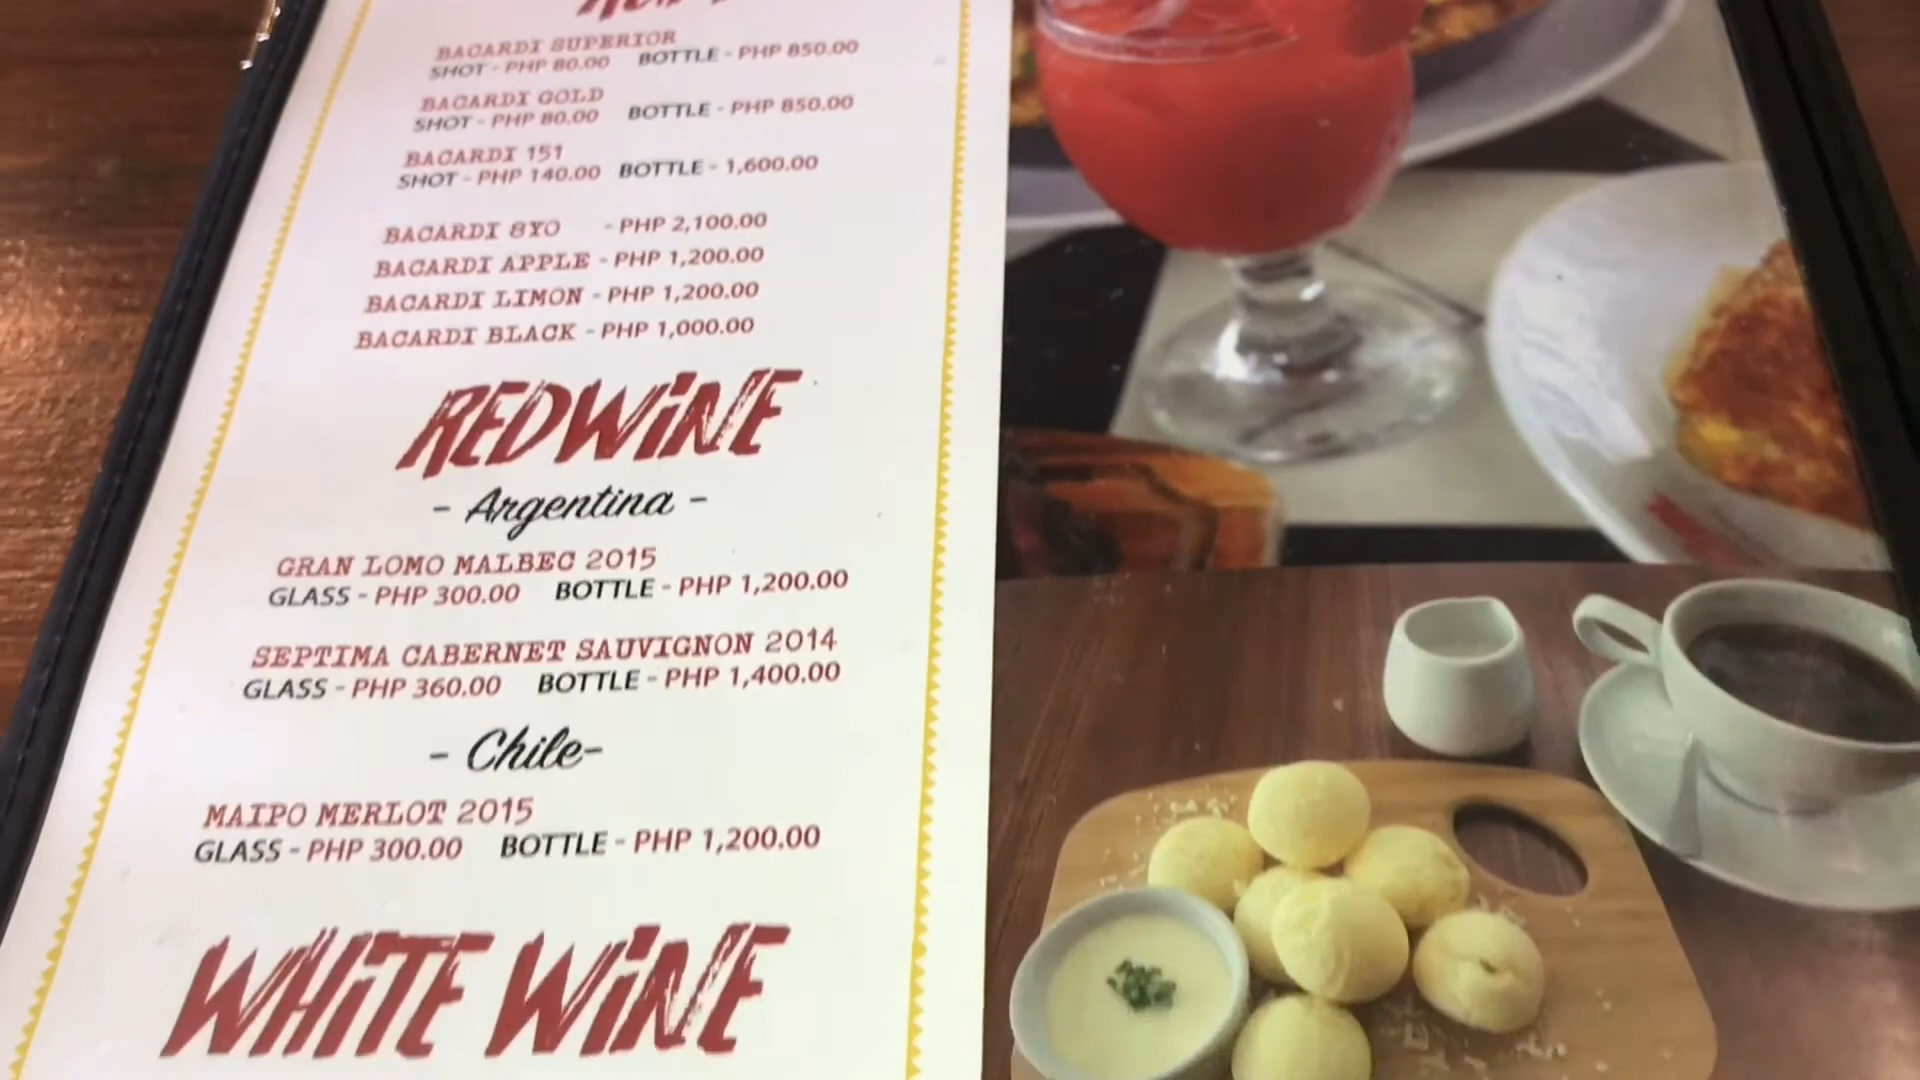 BACARDI SUPERIOR
SHOT - PHP 80.00 BOTTLE - PHP 850.00
BACARDI GOLD
SHOT - PHP 80.00 BOTTLE - PHP 850.00
BACARDI 151
SHOT - PHP 140.00 BOTTLE - 1,600.00
BACARDI 8YO - PHP 2,100.00
BACARDI APPLE - PHP 1,200.00
BACARDI LIMON - PHP 1,200.00
BACARDI BLACK - PHP 1,000.00
REDWINE
- Argentina -
GRAN LOMO MALBEC 2015
GLASS - PHP 300.00 BOTTLE - PHP 1,200.00
SEPTIMA CABERNET SAUVIGNON 2014
GLASS - PHP 360.00 BOTTLE - PHP 1,400.00
- Chile-
MAIPO MERLOT 2015
GLASS - PHP 300.00 BOTTLE - PHP 1,200.00
WHITE WINE